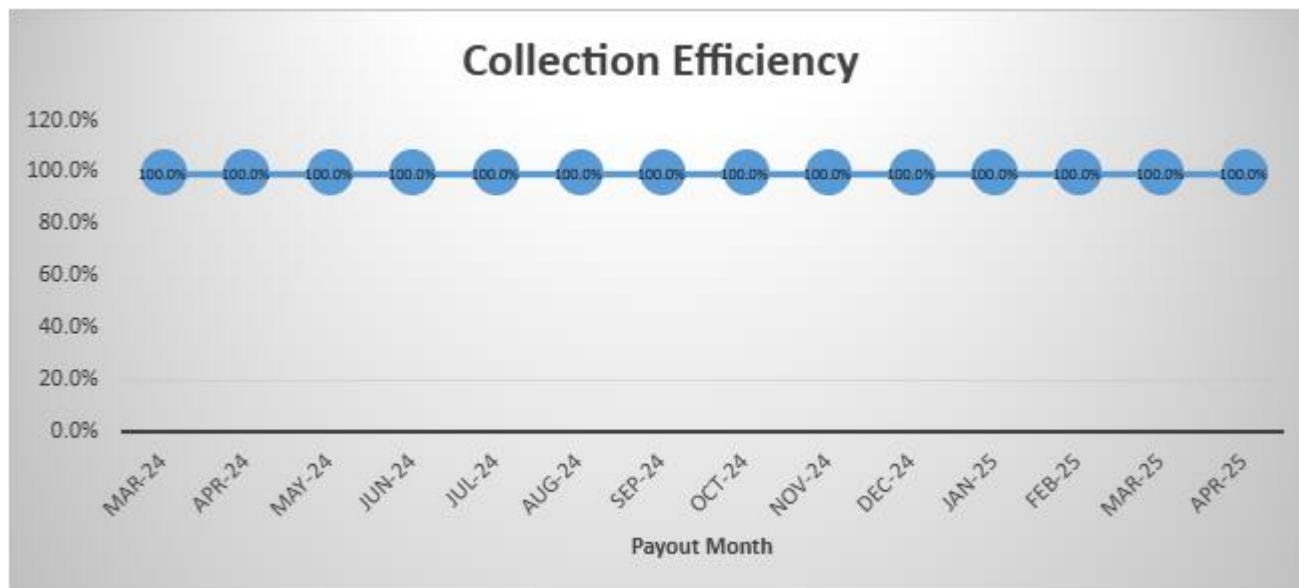 Collection Efficiency
120.0%
100.0%
100.0% 100.0% 100.0% 100.0% 100.0% 100.0% 100.0% 100.0% 100.0% 100.0% 100.0% 100.0% 100.0% 100.0%
80.0%
60.0%
40.0%
20.0%
0.0%
MAR-24 APR-24 MAY-24 JUN-24 JUL-24 AUG-24 SEP-24 OCT-24 NOV-24 DEC-24 JAN-25 FEB-25 MAR-25 APR-25
Payout Month